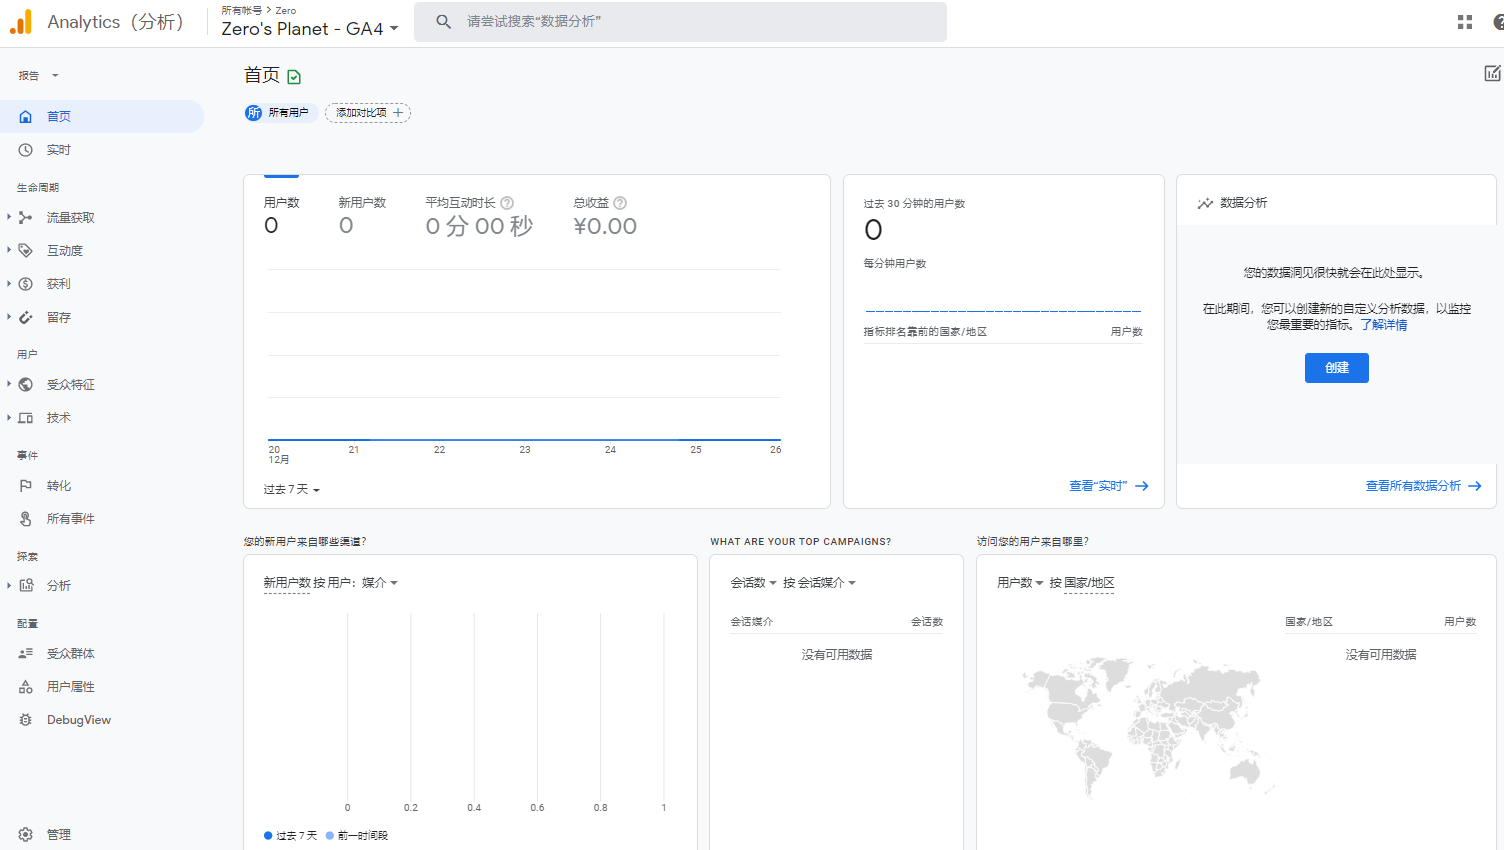 Analytics（分析）
所有帐号 > Zero
Zero's Planet - GA4
请尝试搜索“数据分析”
报告
首页
实时
生命周期
流量获取
互动度
获利
留存
用户
受众特征
技术
事件
转化
所有事件
探索
分析
配置
受众群体
用户属性
DebugView
管理
首页
所 所有用户
添加对比项 +
用户数 新用户数 平均互动时长 总收益
0 0 0 分 00 秒 ¥0.00
20 21 22 23 24 25 26
12月
过去 7 天
过去 30 分钟的用户数
0
每分钟用户数
指标排名靠前的国家/地区 用户数
查看“实时”
数据分析
您的数据洞见很快就会在此处显示。
在此期间，您可以创建新的自定义分析数据，以监控
您最重要的指标。了解详情
创建
查看所有数据分析
您的新用户来自哪些渠道？
新用户数 按 用户：媒介
0 0.2 0.4 0.6 0.8 1
过去 7 天 前一时间段
WHAT ARE YOUR TOP CAMPAIGNS?
会话数 按 会话媒介
会话媒介 会话数
没有可用数据
访问您的用户来自哪里？
用户数 按 国家/地区
国家/地区 用户数
没有可用数据